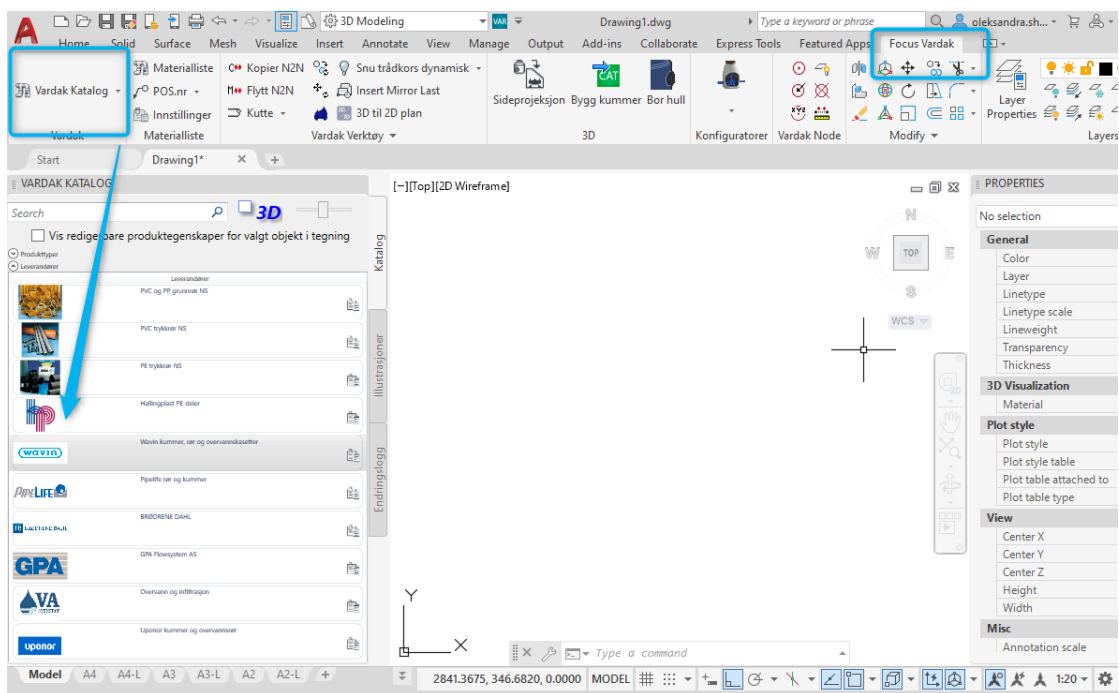 A 3D Modeling VAR Drawing1.dwg Type a keyword or phrase oleksandra.sh...
Home Solid Surface Mesh Visualize Insert Annotate View Manage Output Add-ins Collaborate Express Tools Featured Apps Focus Vardak
Materialliste Kopier N2N Snu trådkors dynamisk
Vardak Katalog POS.nr Flytt N2N Insert Mirror Last CAT Sideprojeksjon Bygg kummer Bor hull Layer
Innstillinger Kutte 3D til 2D plan Properties
Vardak Materialliste Vardak Verktøy 3D Konfiguratorer Vardak Node Modify Layers
Start Drawing1* × +
VARDAK KATALOG
Search 3D
Vis redigerbare produktegenskaper for valgt objekt i tegning
Produkttyper
Leverandører
Leverandører
PVC og PP grunnrør NS
PVC trykkrør NS
PE trykkrør NS
Hallingplast PE-deler
wavin Wavin kummer, rør og overvannskasetter
PIPELIFE Pipelife rør og kummer
BRØDRENE DAHL
GPA GPA Flowsystem AS
VA Overvann og infiltrasjon
uponor Uponor kummer og overvannsrør
Katalog
Illustrasjoner
Endringslogg
[−][Top][2D Wireframe]
N
W TOP E
S
WCS
Y
X
Type a command
PROPERTIES
No selection
General
Color
Layer
Linetype
Linetype scale
Lineweight
Transparency
Thickness
3D Visualization
Material
Plot style
Plot style
Plot style table
Plot table attached to
Plot table type
View
Center X
Center Y
Center Z
Height
Width
Misc
Annotation scale
Model A4 A4-L A3 A3-L A2 A2-L + 2841.3675, 346.6820, 0.0000 MODEL 1:20